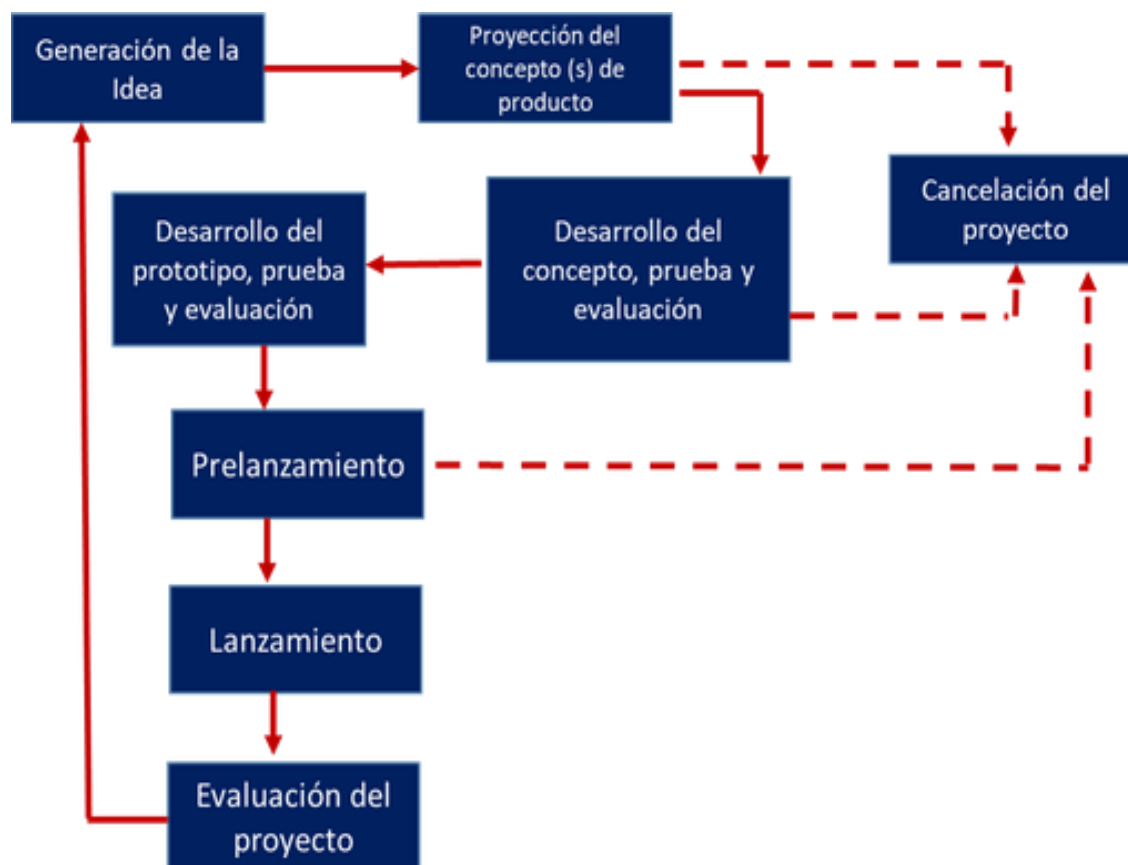 Generación de la
Idea
Proyección del
concepto (s) de
producto
Cancelación del
proyecto
Desarrollo del
prototipo, prueba
y evaluación
Desarrollo del
concepto, prueba y
evaluación
Prelanzamiento
Lanzamiento
Evaluación del
proyecto